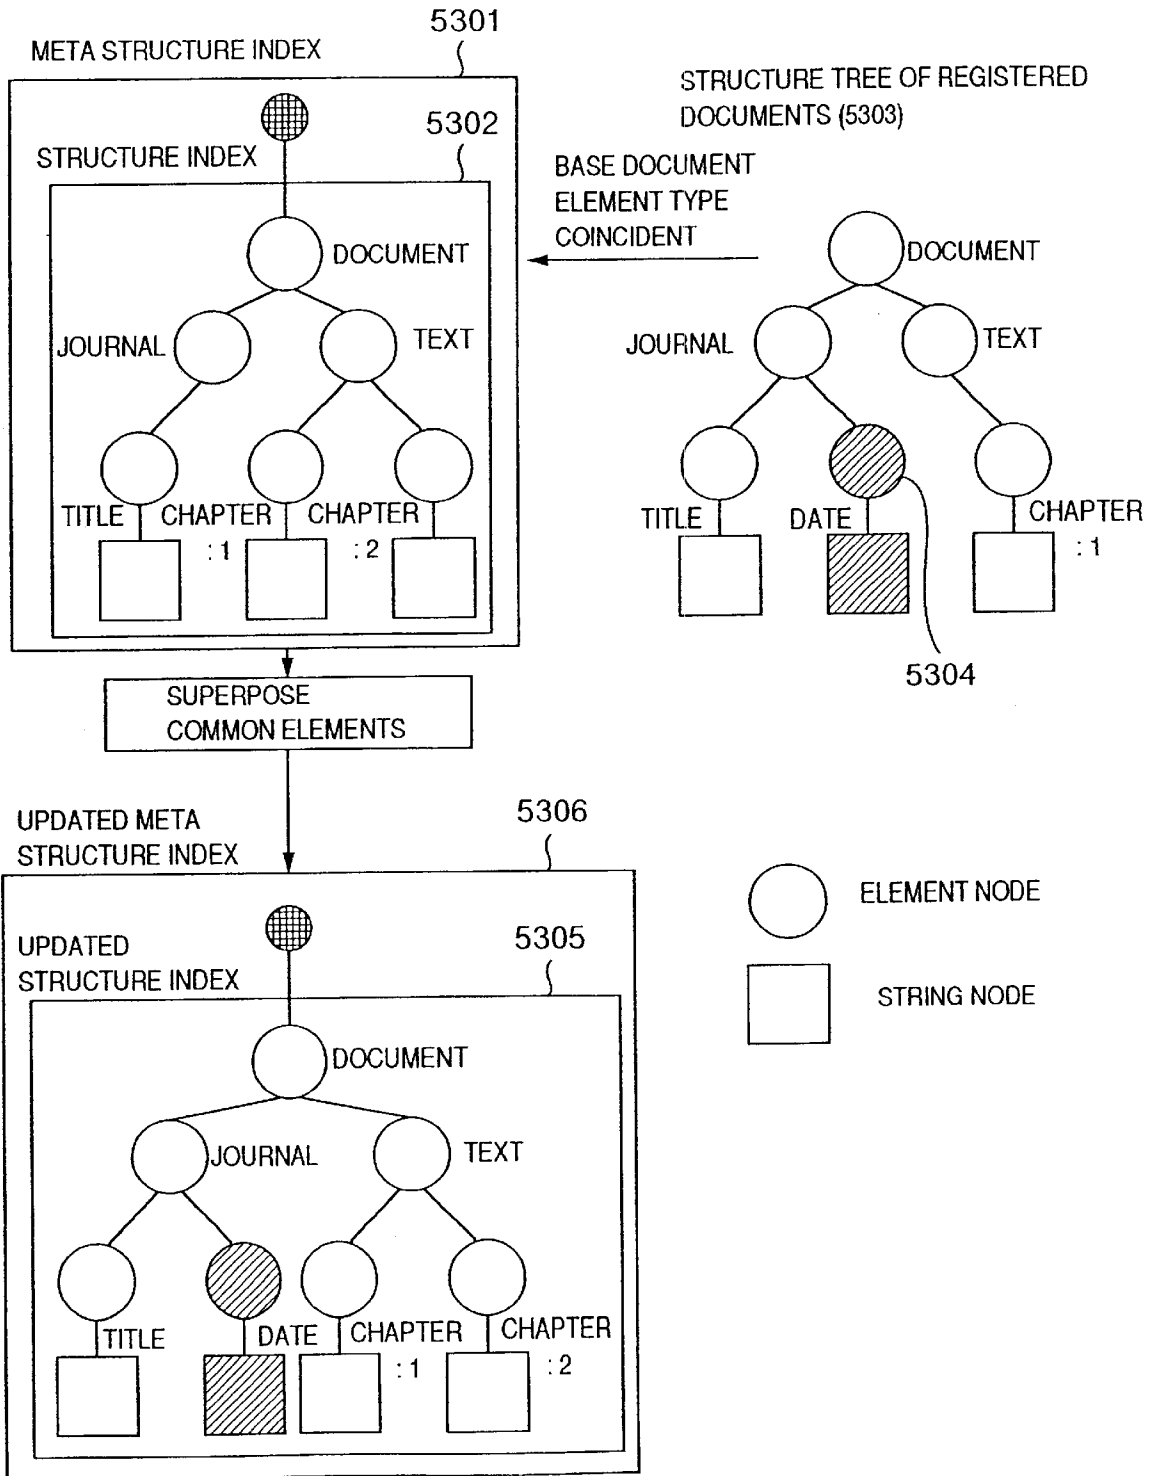 5301
META STRUCTURE INDEX
5302
STRUCTURE INDEX
DOCUMENT
JOURNAL
TEXT
TITLE
CHAPTER
: 1
CHAPTER
: 2
STRUCTURE TREE OF REGISTERED
DOCUMENTS (5303)
BASE DOCUMENT
ELEMENT TYPE
COINCIDENT
DOCUMENT
JOURNAL
TEXT
TITLE
DATE
CHAPTER
: 1
5304
SUPERPOSE
COMMON ELEMENTS
UPDATED META
STRUCTURE INDEX
5306
UPDATED
STRUCTURE INDEX
5305
DOCUMENT
JOURNAL
TEXT
TITLE
DATE
CHAPTER
: 1
CHAPTER
: 2
ELEMENT NODE
STRING NODE